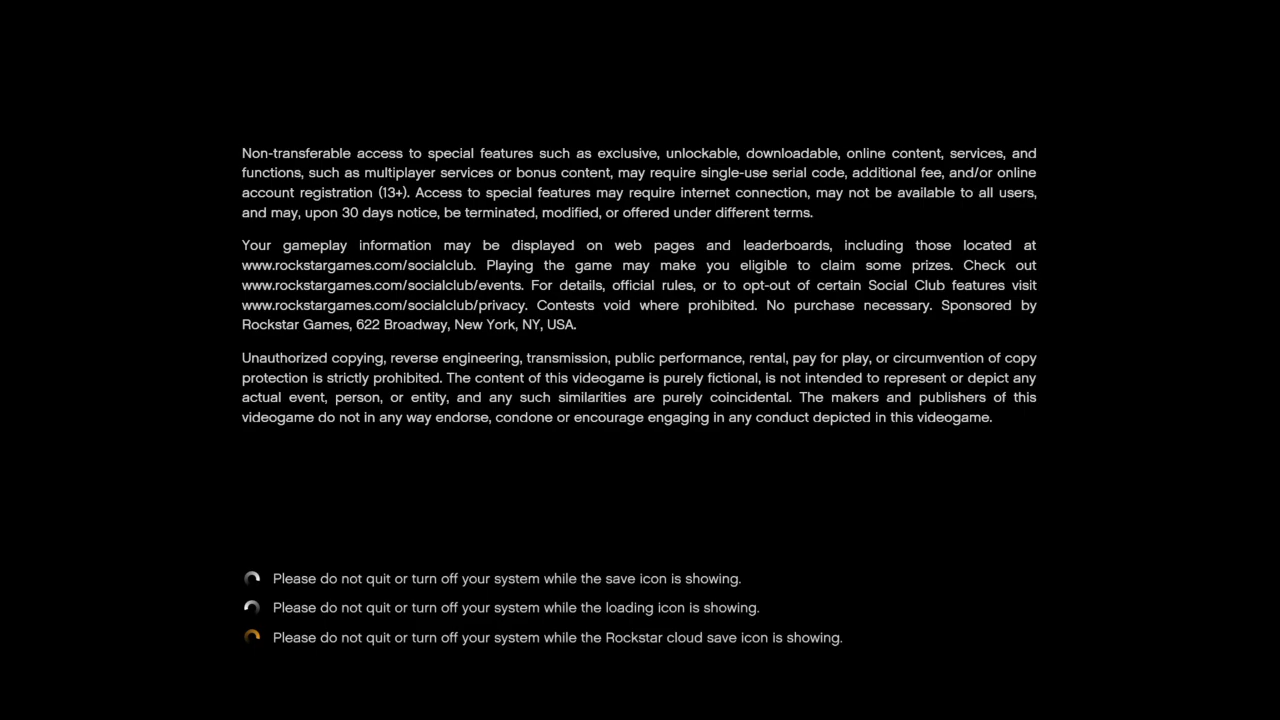 Non-transferable access to special features such as exclusive, unlockable, downloadable, online content, services, and
functions, such as multiplayer services or bonus content, may require single-use serial code, additional fee, and/or online
account registration (13+). Access to special features may require internet connection, may not be available to all users,
and may, upon 30 days notice, be terminated, modified, or offered under different terms.
Your gameplay information may be displayed on web pages and leaderboards, including those located at
www.rockstargames.com/socialclub. Playing the game may make you eligible to claim some prizes. Check out
www.rockstargames.com/socialclub/events. For details, official rules, or to opt-out of certain Social Club features visit
www.rockstargames.com/socialclub/privacy. Contests void where prohibited. No purchase necessary. Sponsored by
Rockstar Games, 622 Broadway, New York, NY, USA.
Unauthorized copying, reverse engineering, transmission, public performance, rental, pay for play, or circumvention of copy
protection is strictly prohibited. The content of this videogame is purely fictional, is not intended to represent or depict any
actual event, person, or entity, and any such similarities are purely coincidental. The makers and publishers of this
videogame do not in any way endorse, condone or encourage engaging in any conduct depicted in this videogame.
Please do not quit or turn off your system while the save icon is showing.
Please do not quit or turn off your system while the loading icon is showing.
Please do not quit or turn off your system while the Rockstar cloud save icon is showing.